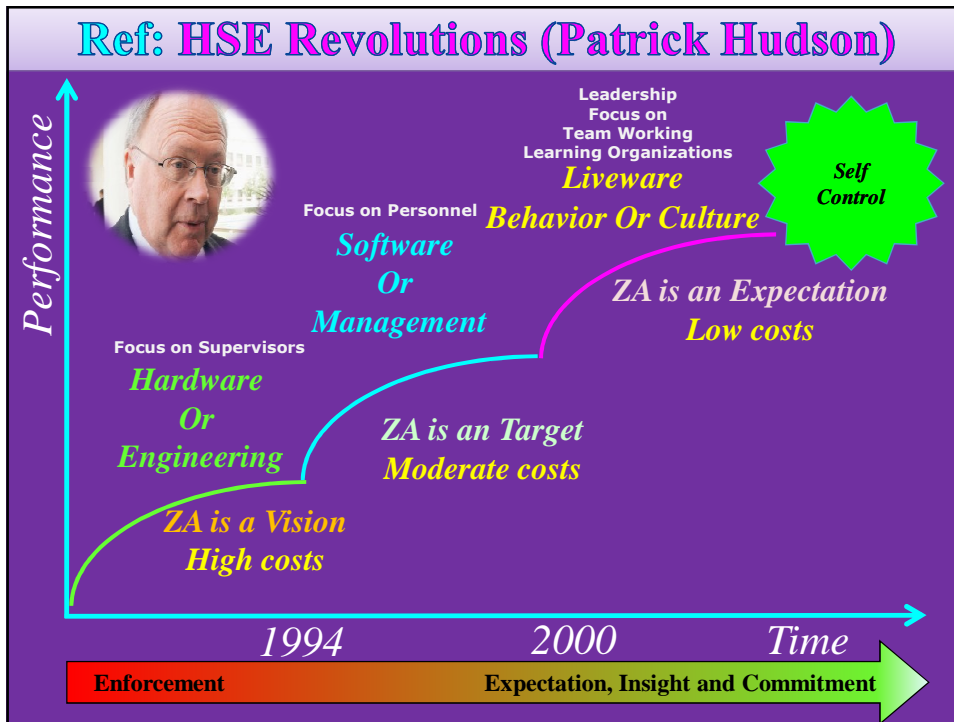 Ref: HSE Revolutions (Patrick Hudson)
Performance
Leadership
Focus on
Team Working
Learning Organizations
Liveware
Behavior Or Culture
Self
Control
Focus on Personnel
Software
Or
Management
ZA is an Expectation
Low costs
Focus on Supervisors
Hardware
Or
Engineering
ZA is an Target
Moderate costs
ZA is a Vision
High costs
1994
2000
Time
Enforcement
Expectation, Insight and Commitment